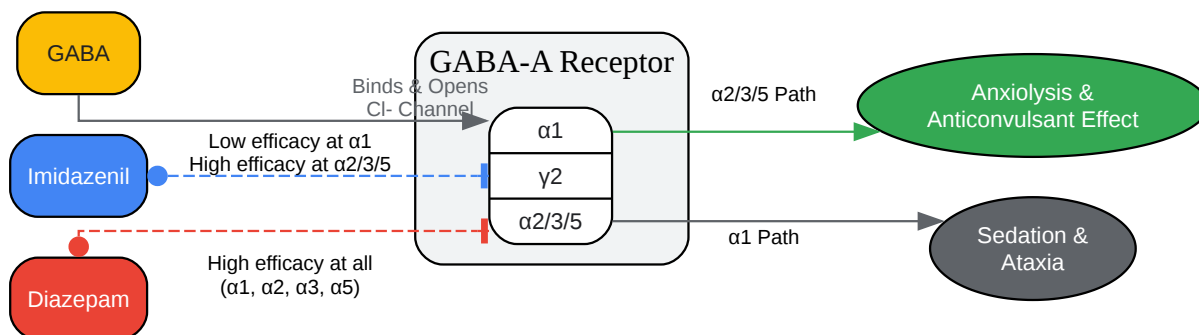 GABA
GABA-A Receptor
Binds & Opens
Cl- Channel
α2/3/5 Path
Anxiolysis &
Anticonvulsant Effect
α1
Low efficacy at α1
High efficacy at α2/3/5
Imidazenil
γ2
α2/3/5
α1 Path
Sedation &
Ataxia
High efficacy at all
(α1, α2, α3, α5)
Diazepam